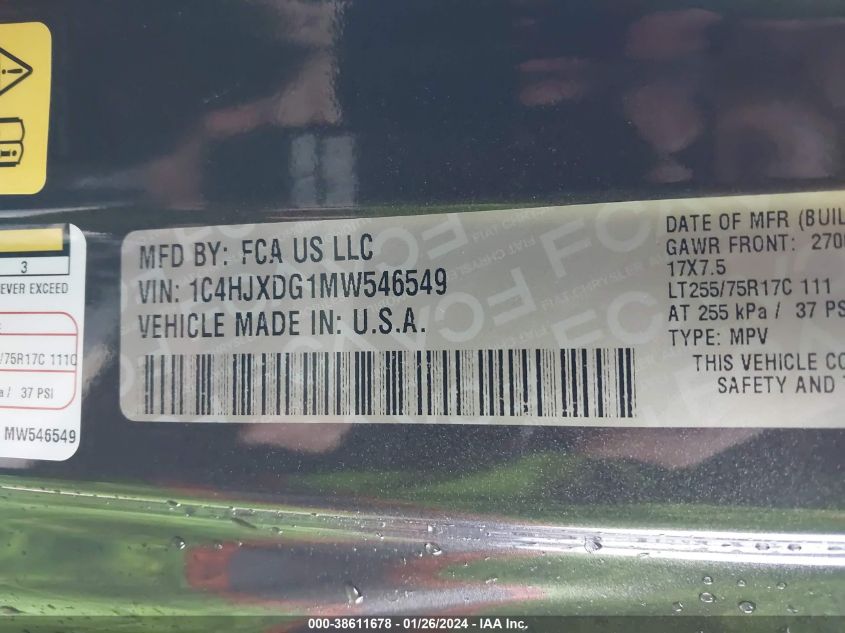 3
EVER EXCEED
/75R17C 111C
a / 37 PSI
MW546549
MFD BY: FCA US LLC
VIN: 1C4HJXDG1MW546549
VEHICLE MADE IN: U.S.A.
DATE OF MFR (BUIL
GAWR FRONT: 270
17X7.5
LT255/75R17C 111
AT 255 kPa / 37 PS
TYPE: MPV
THIS VEHICLE CO
SAFETY AND T
000-38611678 - 01/26/2024 - IAA Inc.